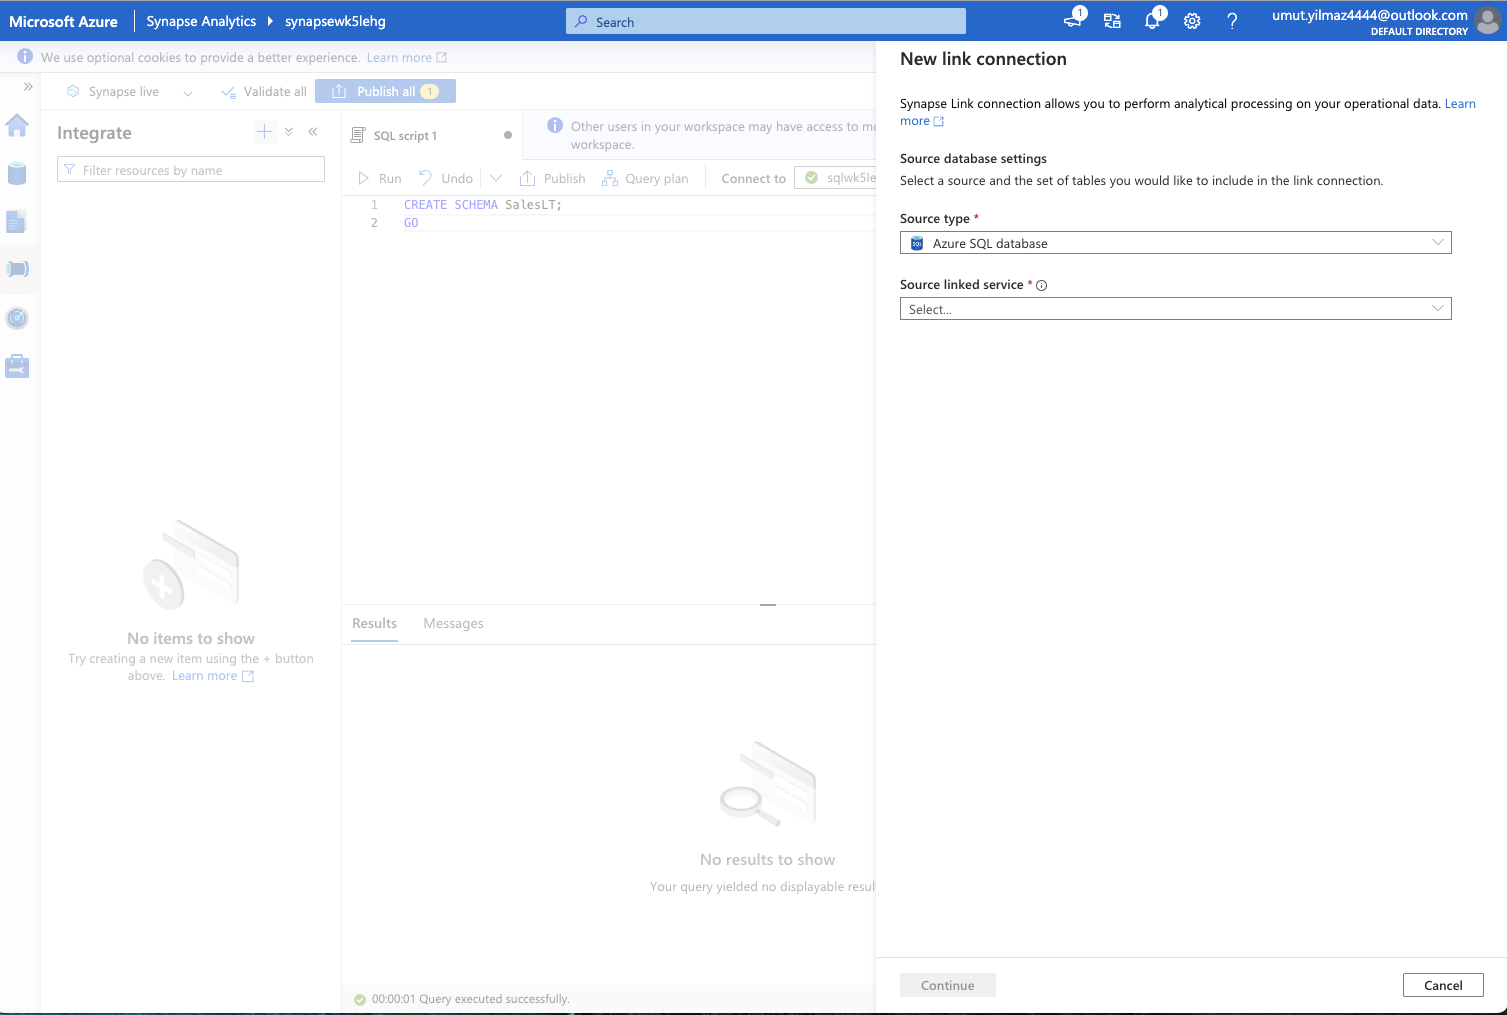 Microsoft Azure
Synapse Analytics
synapsewk5lehg
Search
1
1
umut.yilmaz4444@outlook.com
DEFAULT DIRECTORY
We use optional cookies to provide a better experience. Learn more
Synapse live
Validate all
Publish all 1
Integrate
Filter resources by name
No items to show
Try creating a new item using the + button
above. Learn more
SQL script 1
Other users in your workspace may have access to
workspace.
Run
Undo
Publish
Query plan
Connect to
sqlwk5le
1 CREATE SCHEMA SalesLT;
2 GO
Results
Messages
No results to show
Your query yielded no displayable resul
00:00:01 Query executed successfully.
New link connection
Synapse Link connection allows you to perform analytical processing on your operational data. Learn
more
Source database settings
Select a source and the set of tables you would like to include in the link connection.
Source type *
SQL
Azure SQL database
Source linked service *
Select...
Continue
Cancel